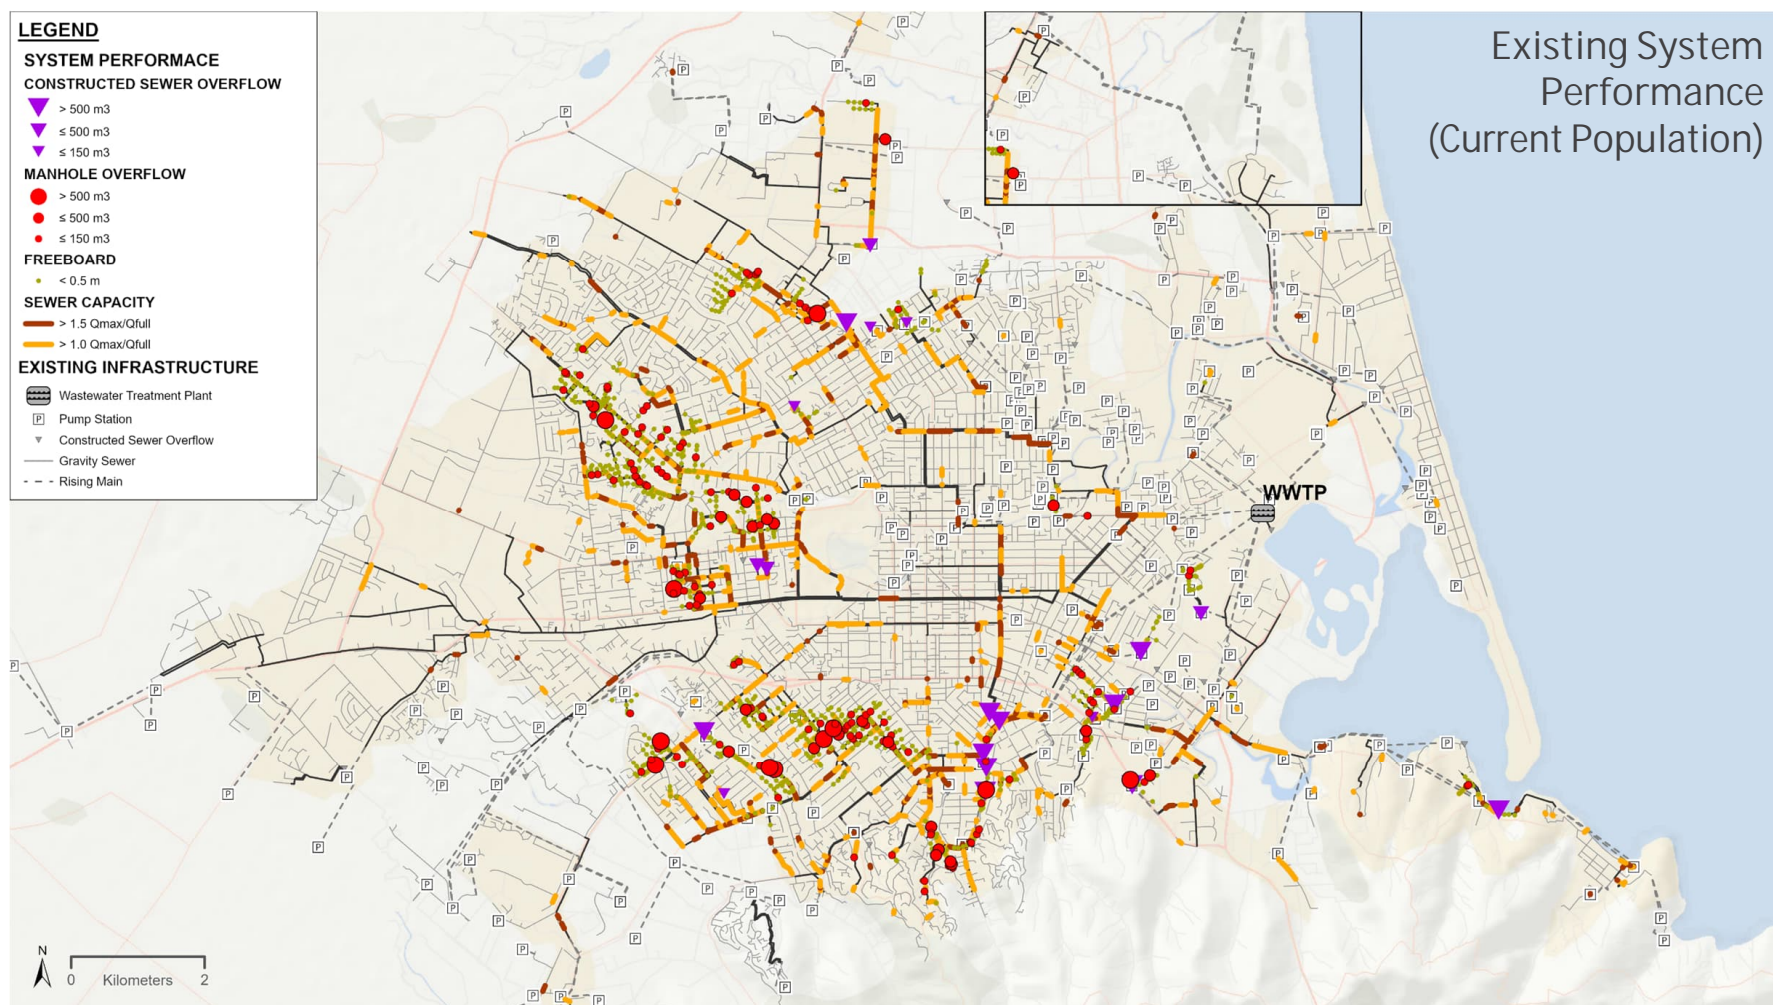 LEGEND
SYSTEM PERFORMACE
CONSTRUCTED SEWER OVERFLOW
> 500 m3
≤ 500 m3
≤ 150 m3
MANHOLE OVERFLOW
> 500 m3
≤ 500 m3
≤ 150 m3
FREEBOARD
< 0.5 m
SEWER CAPACITY
> 1.5 Qmax/Qfull
> 1.0 Qmax/Qfull
EXISTING INFRASTRUCTURE
Wastewater Treatment Plant
P Pump Station
Constructed Sewer Overflow
Gravity Sewer
Rising Main
Existing System
Performance
(Current Population)
WWTP
N
0 Kilometers 2